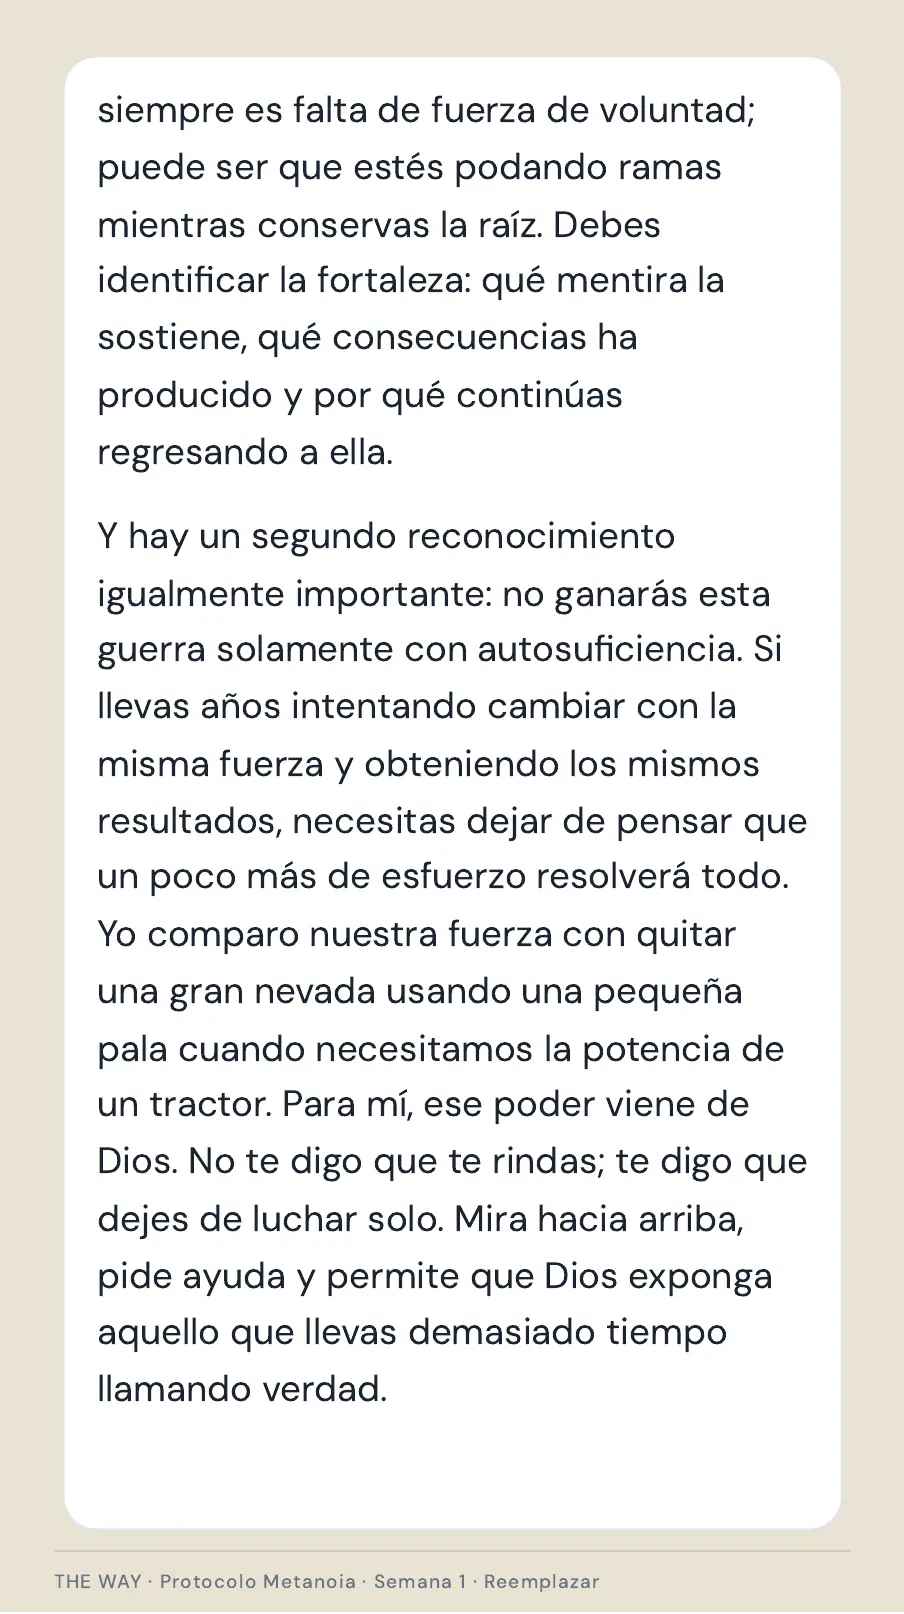 siempre es falta de fuerza de voluntad;
puede ser que estés podando ramas
mientras conservas la raíz. Debes
identificar la fortaleza: qué mentira la
sostiene, qué consecuencias ha
producido y por qué continúas
regresando a ella.
Y hay un segundo reconocimiento
igualmente importante: no ganarás esta
guerra solamente con autosuficiencia. Si
llevas años intentando cambiar con la
misma fuerza y obteniendo los mismos
resultados, necesitas dejar de pensar que
un poco más de esfuerzo resolverá todo.
Yo comparo nuestra fuerza con quitar
una gran nevada usando una pequeña
pala cuando necesitamos la potencia de
un tractor. Para mí, ese poder viene de
Dios. No te digo que te rindas; te digo que
dejes de luchar solo. Mira hacia arriba,
pide ayuda y permite que Dios exponga
aquello que llevas demasiado tiempo
llamando verdad.
THE WAY · Protocolo Metanoia · Semana 1 · Reemplazar